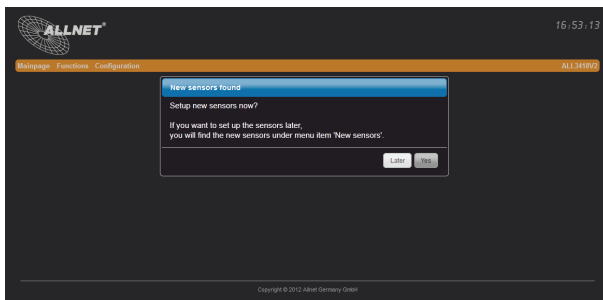 ALLNET®
16:53:13
Mainpage Functions Configuration
ALL3418V2
New sensors found
Setup new sensors now?
If you want to set up the sensors later,
you will find the new sensors under menu item 'New sensors'.
Later Yes
Copyright © 2012 Allnet Germany GmbH